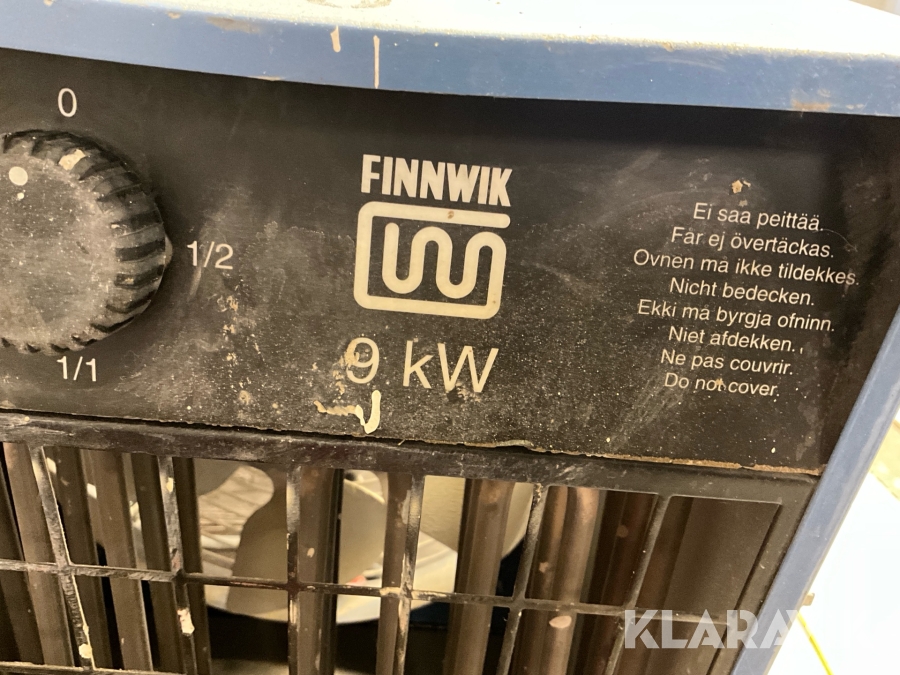 0
1/2
1/1
FINNWIK
9 kW
Ei saa peittää.
Får ej övertäckas.
Ovnen må ikke tildekkes.
Nicht bedecken.
Ekki má byrgja ofninn.
Niet afdekken.
Ne pas couvrir.
Do not cover.